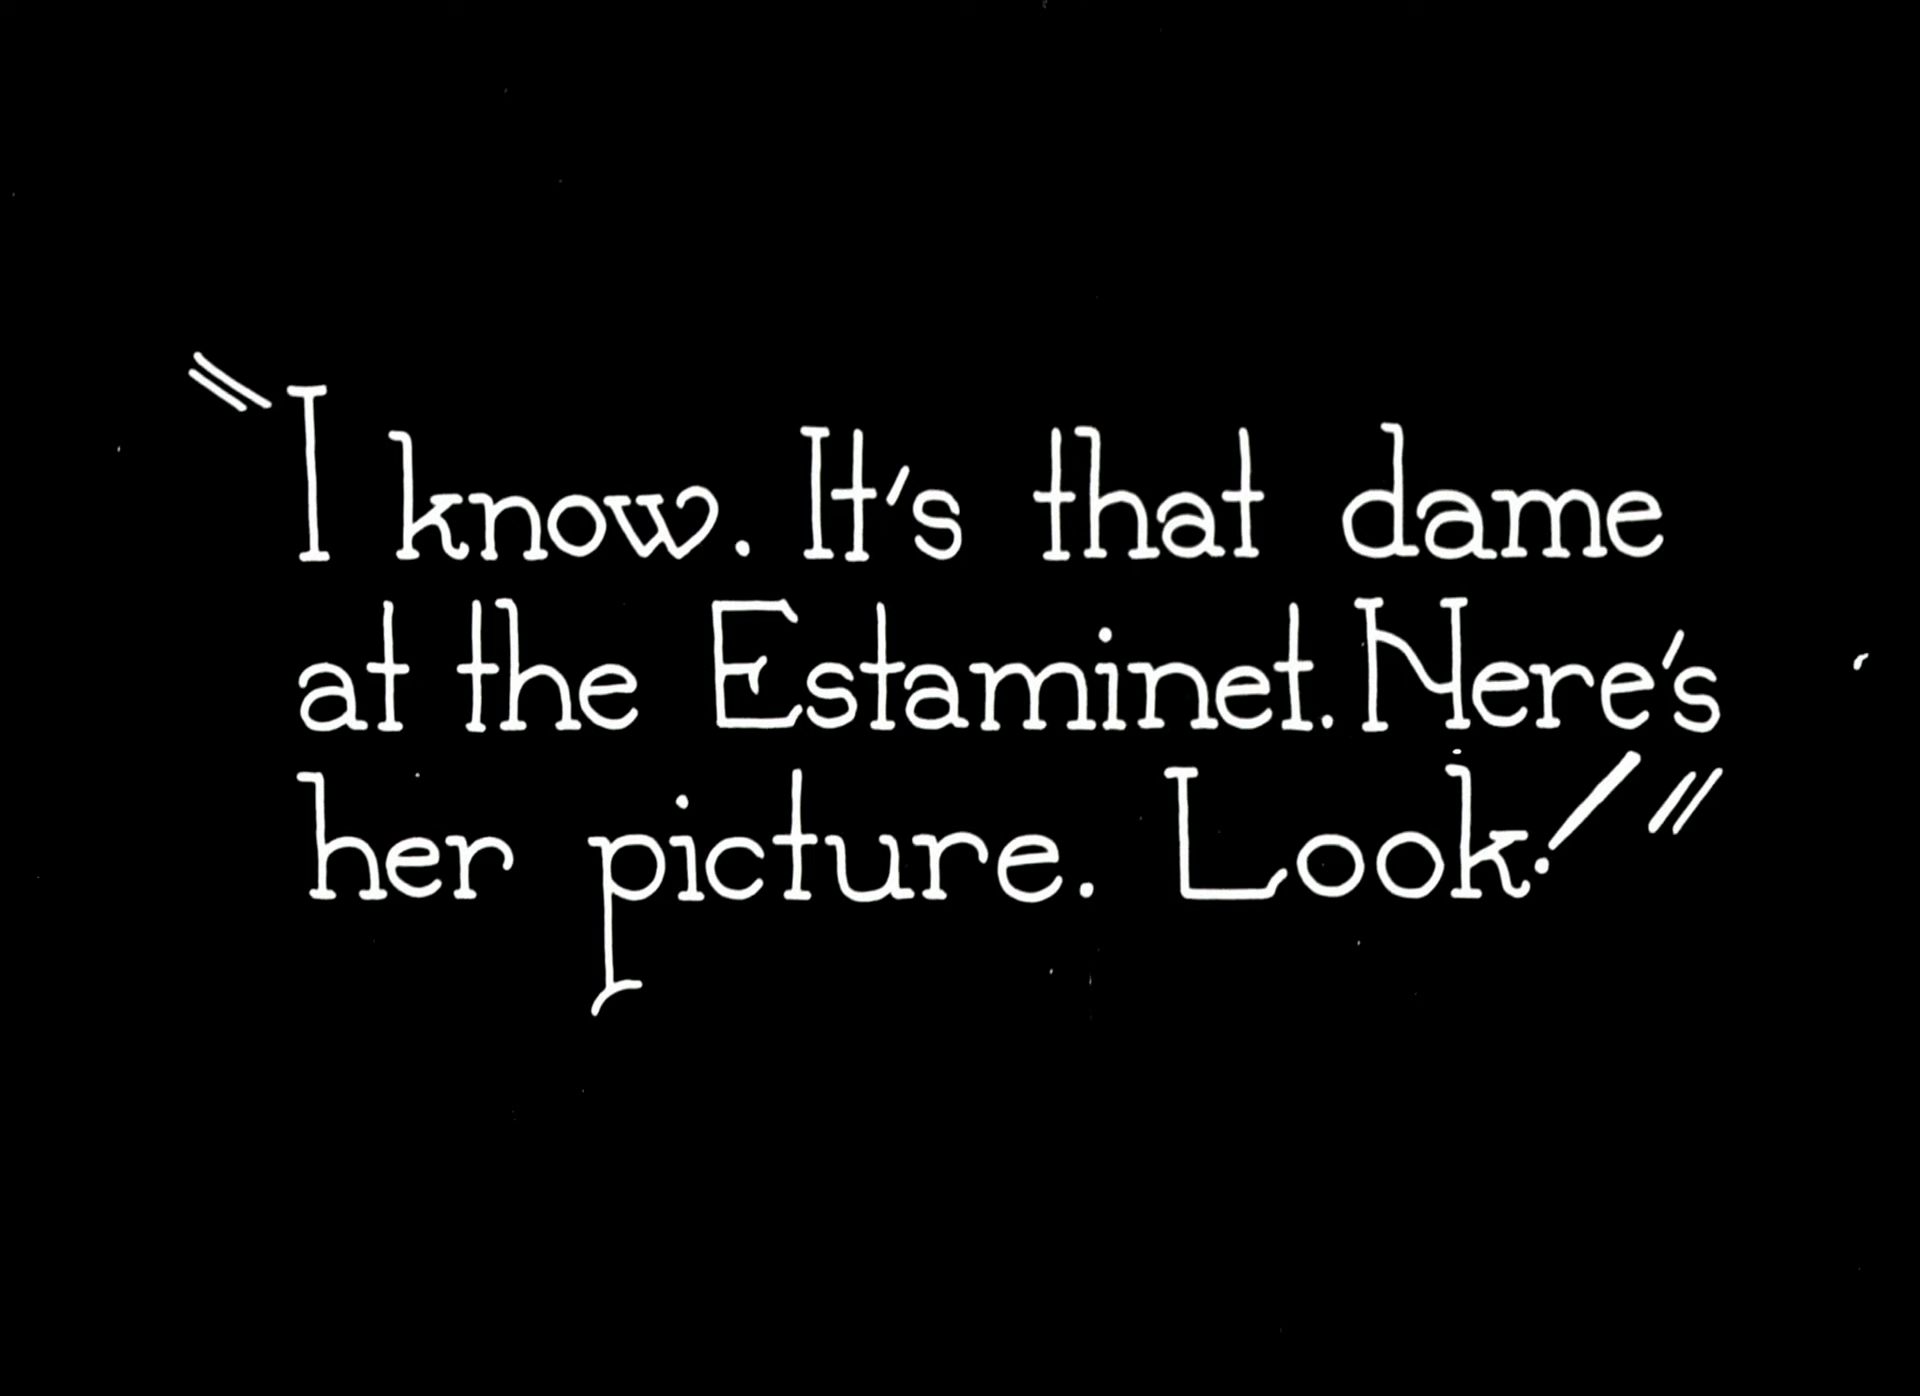 "I know. It's that dame
at the Estaminet. Here's
her picture. Look!"